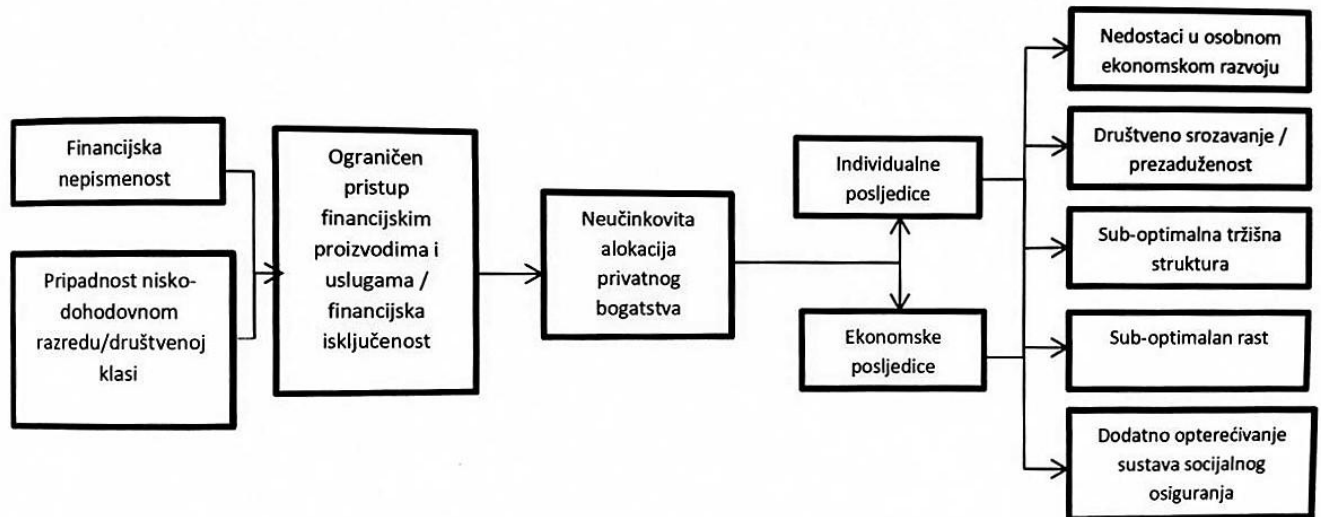 Financijska
nepismenost
Pripadnost nisko-
dohodovnom
razredu/društvenoj
klasi
Ograničen
pristup
financijskim
proizvodima i
uslugama /
financijska
isključenost
Neučinkovita
alokacija
privatnog
bogatstva
Individualne
posljedice
Ekonomske
posljedice
Nedostaci u osobnom
ekonomskom razvoju
Društveno srozavanje /
prezaduženost
Sub-optimalna tržišna
struktura
Sub-optimalan rast
Dodatno opterećivanje
sustava socijalnog
osiguranja